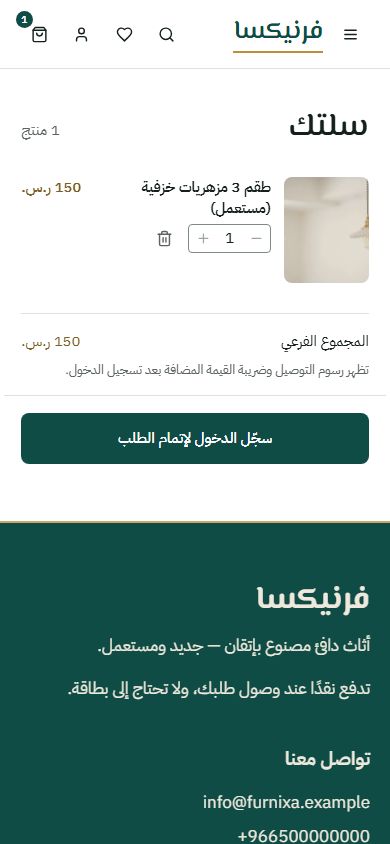 فرنيكسا
1
سلتك
1 منتج
طقم 3 مزهريات خزفية
(مستعمل)
150 ر.س.
1
المجموع الفرعي
150 ر.س.
تظهر رسوم التوصيل وضريبة القيمة المضافة بعد تسجيل الدخول.
سجّل الدخول لإتمام الطلب
فرنيكسا
أثاث دافئ مصنوع بإتقان — جديد ومستعمل.
تدفع نقدًا عند وصول طلبك، ولا تحتاج إلى بطاقة.
تواصل معنا
info@furnixa.example
+966500000000